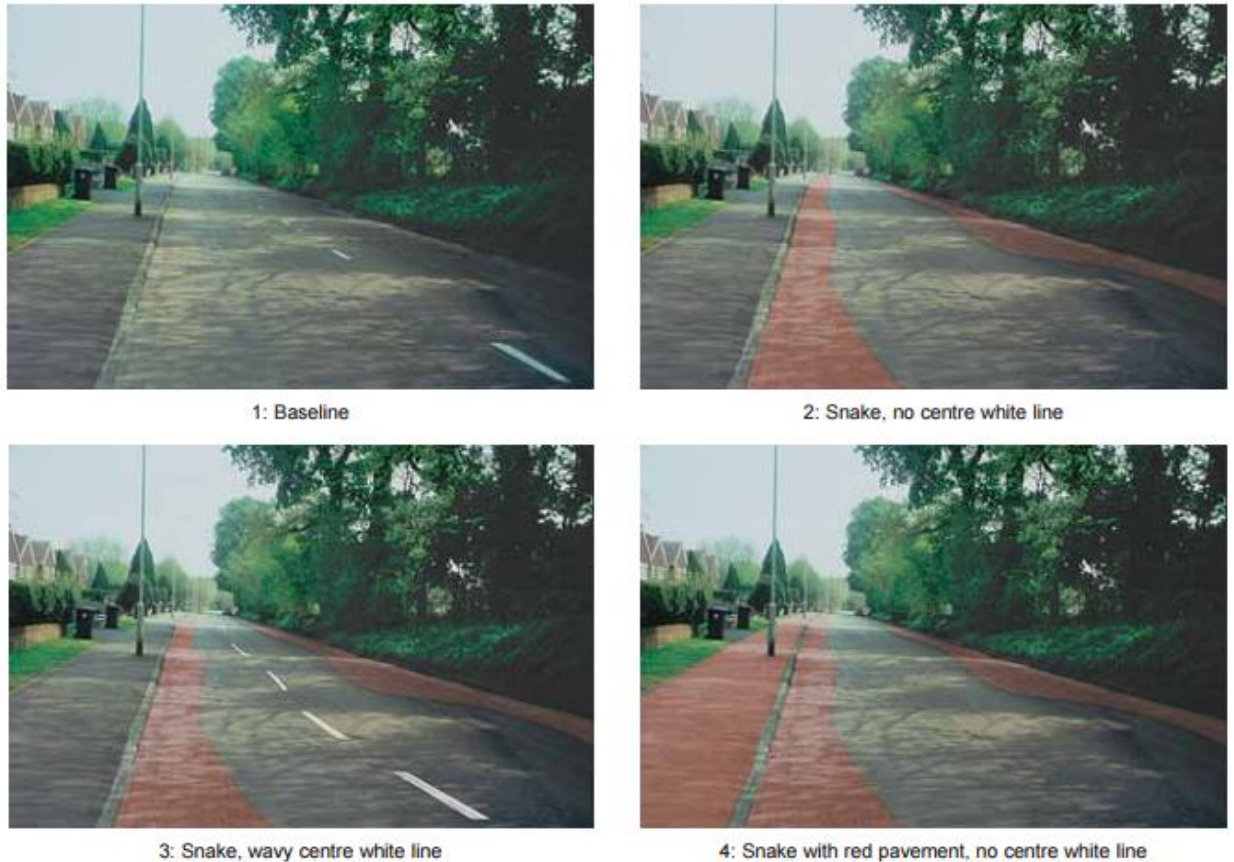 1: Baseline
2: Snake, no centre white line
3: Snake, wavy centre white line
4: Snake with red pavement, no centre white line